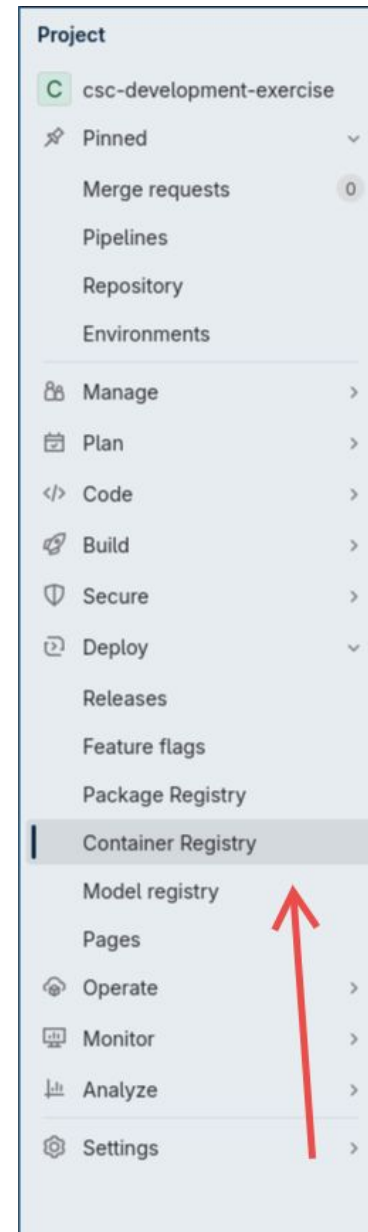 Project
C csc-development-exercise
Pinned
Merge requests 0
Pipelines
Repository
Environments
Manage
Plan
Code
Build
Secure
Deploy
Releases
Feature flags
Package Registry
Container Registry
Model registry
Pages
Operate
Monitor
Analyze
Settings